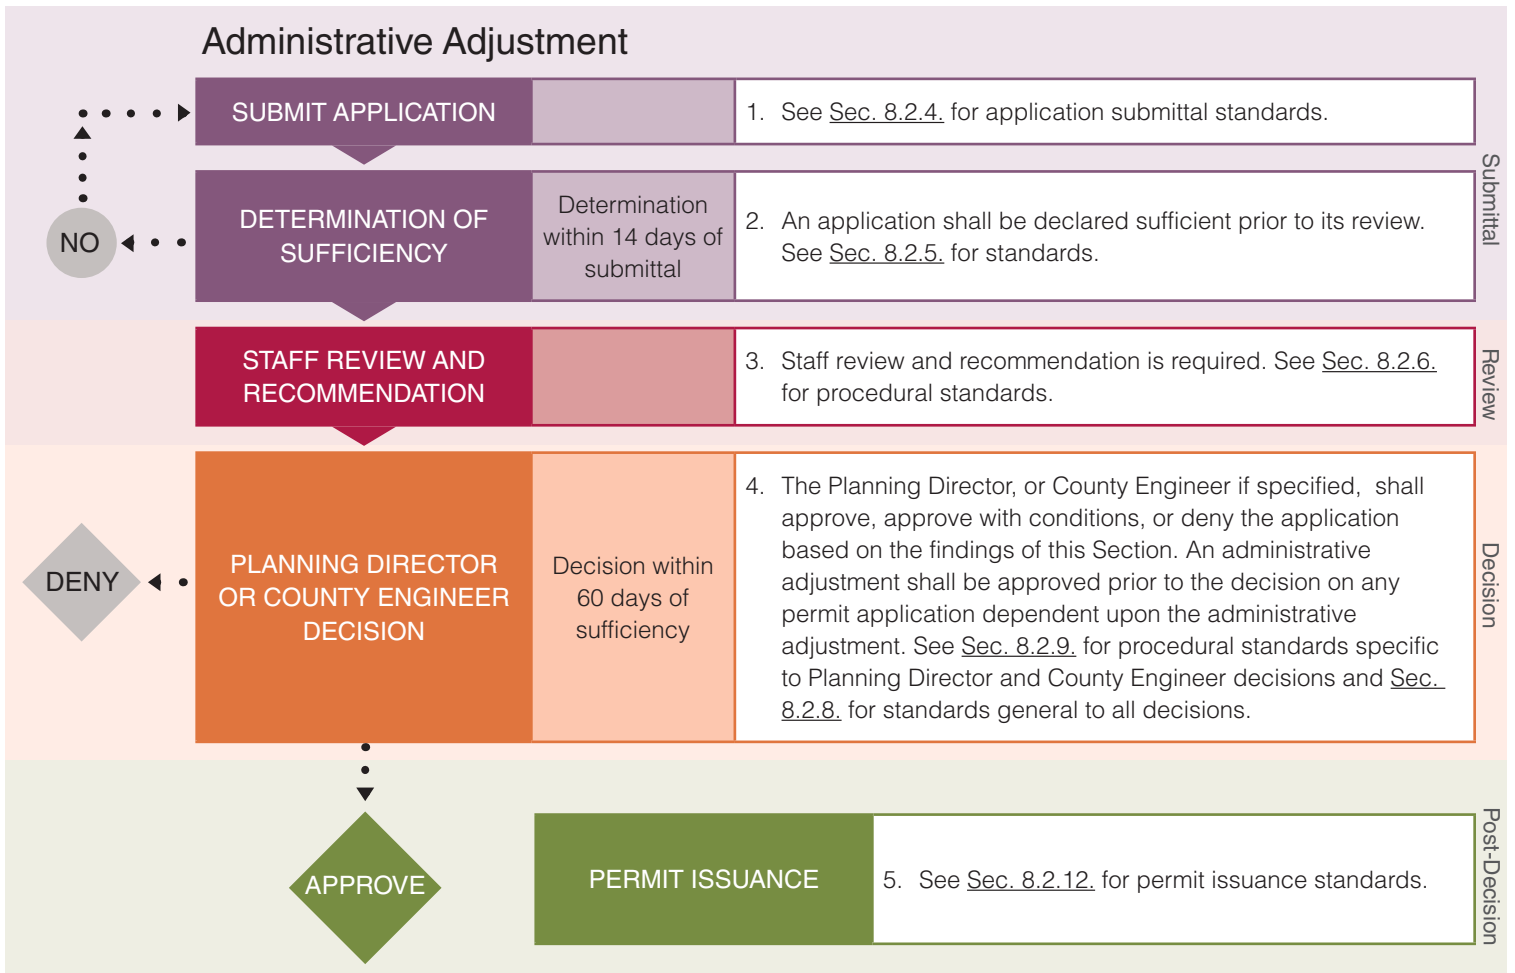 Administrative Adjustment
SUBMIT APPLICATION
1. See Sec. 8.2.4. for application submittal standards.
Submittal
NO
DETERMINATION OF
SUFFICIENCY
Determination
within 14 days of
submittal
2. An application shall be declared sufficient prior to its review.
See Sec. 8.2.5. for standards.
STAFF REVIEW AND
RECOMMENDATION
3. Staff review and recommendation is required. See Sec. 8.2.6.
for procedural standards.
Review
DENY
PLANNING DIRECTOR
OR COUNTY ENGINEER
DECISION
Decision within
60 days of
sufficiency
4. The Planning Director, or County Engineer if specified, shall
approve, approve with conditions, or deny the application
based on the findings of this Section. An administrative
adjustment shall be approved prior to the decision on any
permit application dependent upon the administrative
adjustment. See Sec. 8.2.9. for procedural standards specific
to Planning Director and County Engineer decisions and Sec.
8.2.8. for standards general to all decisions.
Decision
APPROVE
PERMIT ISSUANCE
5. See Sec. 8.2.12. for permit issuance standards.
Post-Decision